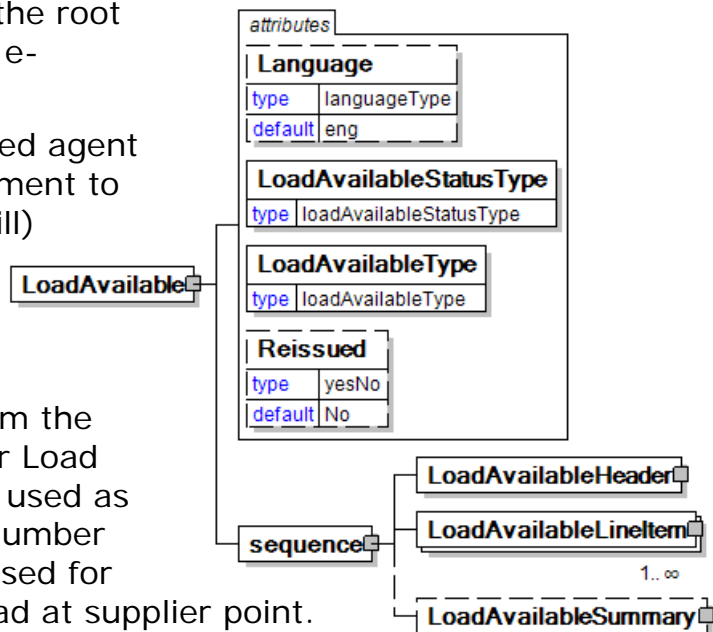 the root
e-
ed agent
ment to
ill)
m the
r Load
used as
umber
sed for
ad at supplier point.
attributes
Language
type languageType
default eng
LoadAvailableStatusType
type loadAvailableStatusType
LoadAvailableType
type loadAvailableType
Reissued
type yesNo
default No
LoadAvailable
sequence
LoadAvailableHeader
LoadAvailableLineItem
1.. ∞
LoadAvailableSummary